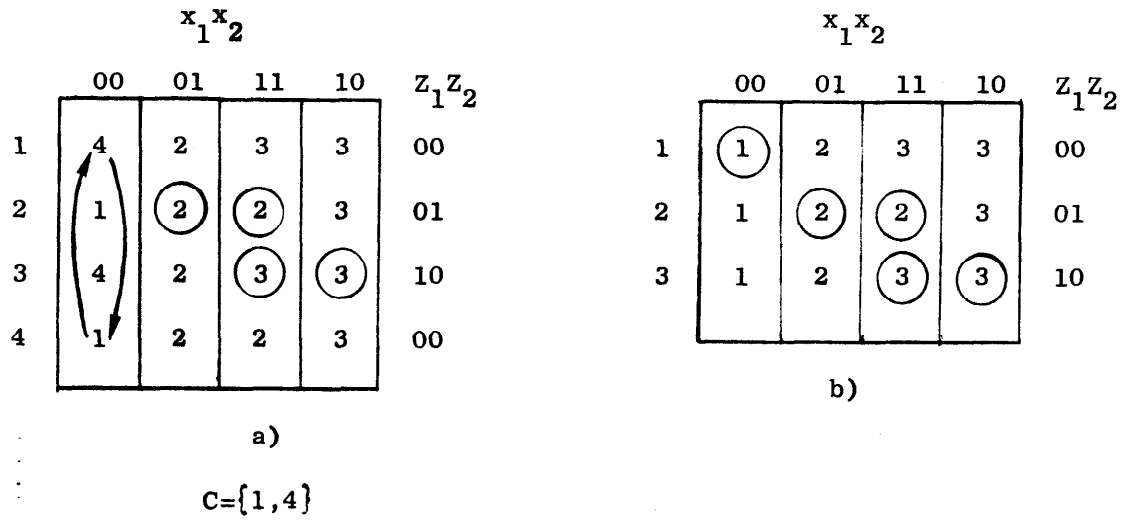 x1x2
00 01 11 10 Z1Z2
1 4 2 3 3 00
2 1 2 2 3 01
3 4 2 3 3 10
4 1 2 2 3 00
a)
C={1,4}
x1x2
00 01 11 10 Z1Z2
1 1 2 3 3 00
2 1 2 2 3 01
3 1 2 3 3 10
b)